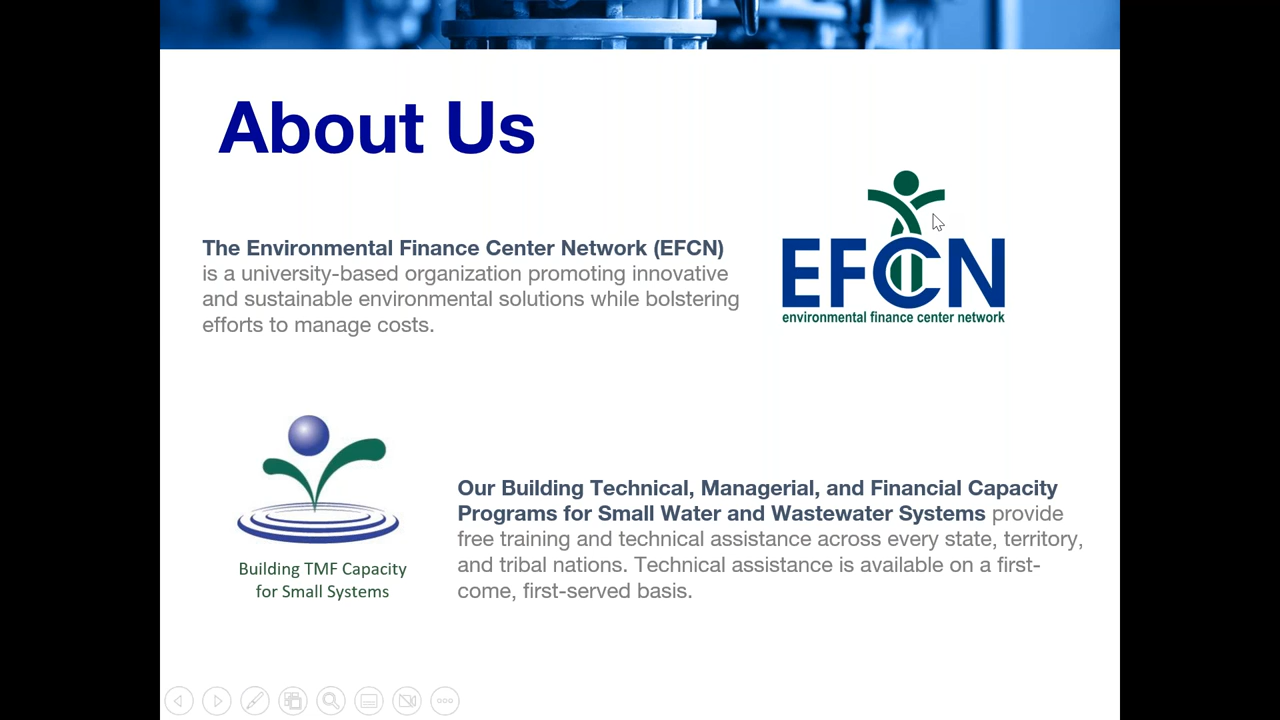 About Us
The Environmental Finance Center Network (EFCN)
is a university-based organization promoting innovative
and sustainable environmental solutions while bolstering
efforts to manage costs.
EFCN
environmental finance center network
Building TMF Capacity
for Small Systems
Our Building Technical, Managerial, and Financial Capacity
Programs for Small Water and Wastewater Systems provide
free training and technical assistance across every state, territory,
and tribal nations. Technical assistance is available on a first-
come, first-served basis.